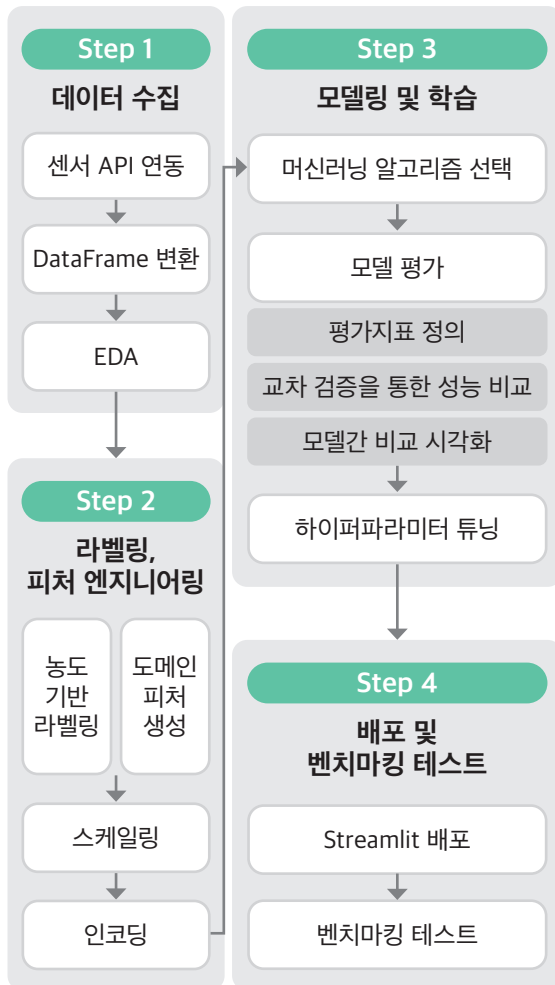 Step 1
데이터 수집
센서 API 연동
DataFrame 변환
EDA
Step 2
라벨링,
피처 엔지니어링
농도
기반
라벨링
도메인
피처
생성
스케일링
인코딩
Step 3
모델링 및 학습
머신러닝 알고리즘 선택
모델 평가
평가지표 정의
교차 검증을 통한 성능 비교
모델간 비교 시각화
하이퍼파라미터 튜닝
Step 4
배포 및
벤치마킹 테스트
Streamlit 배포
벤치마킹 테스트